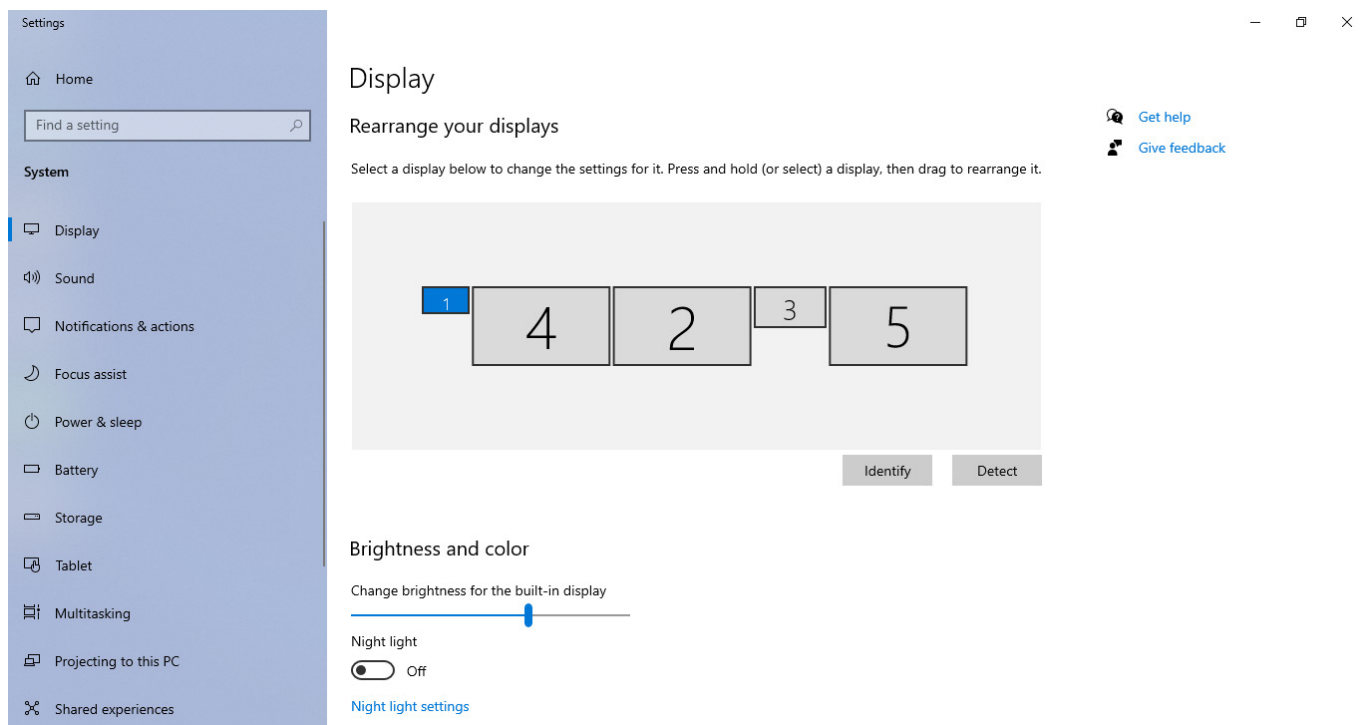 Settings
Home
Find a setting
System
Display
Sound
Notifications & actions
Focus assist
Power & sleep
Battery
Storage
Tablet
Multitasking
Projecting to this PC
Shared experiences
Display
Rearrange your displays
Select a display below to change the settings for it. Press and hold (or select) a display, then drag to rearrange it.
1 4 2 3 5
Identify Detect
Brightness and color
Change brightness for the built-in display
Night light
Off
Night light settings
Get help
Give feedback